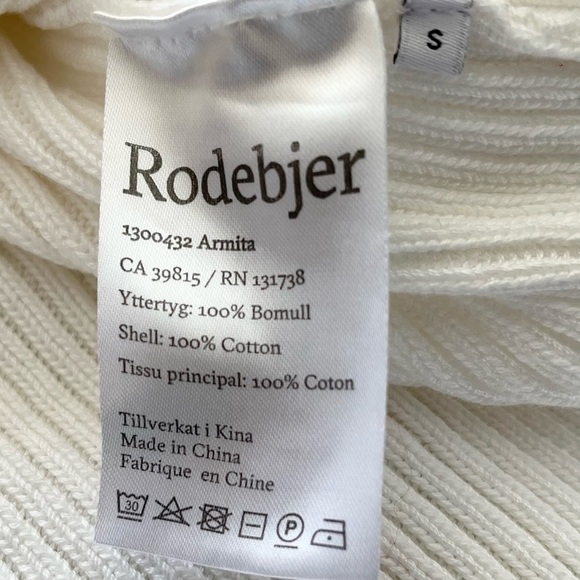 S
Rodebjer
1300432 Armita
CA 39815 / RN 131738
Yttertyg: 100% Bomull
Shell: 100% Cotton
Tissu principal: 100% Coton
Tillverkat i Kina
Made in China
Fabrique en Chine
30 P